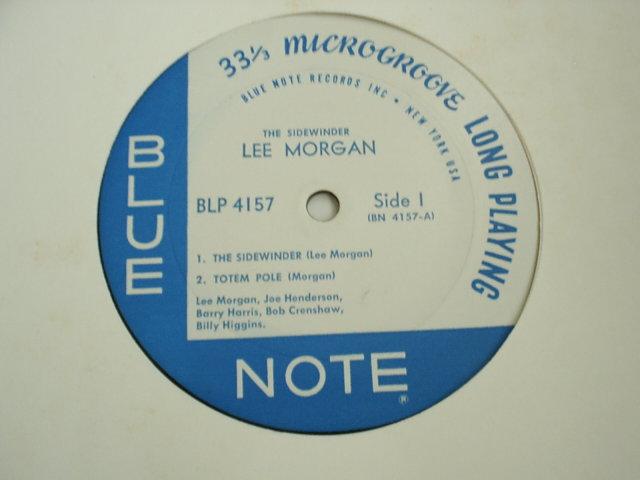 33⅓ MICROGROOVE LONG PLAYING
BLUE NOTE RECORDS INC • NEW YORK USA
THE SIDEWINDER
LEE MORGAN
BLP 4157
Side 1
(BN 4157-A)
1. THE SIDEWINDER (Lee Morgan)
2. TOTEM POLE (Morgan)
Lee Morgan, Joe Henderson,
Barry Harris, Bob Crenshaw,
Billy Higgins.
BLUE
NOTE®